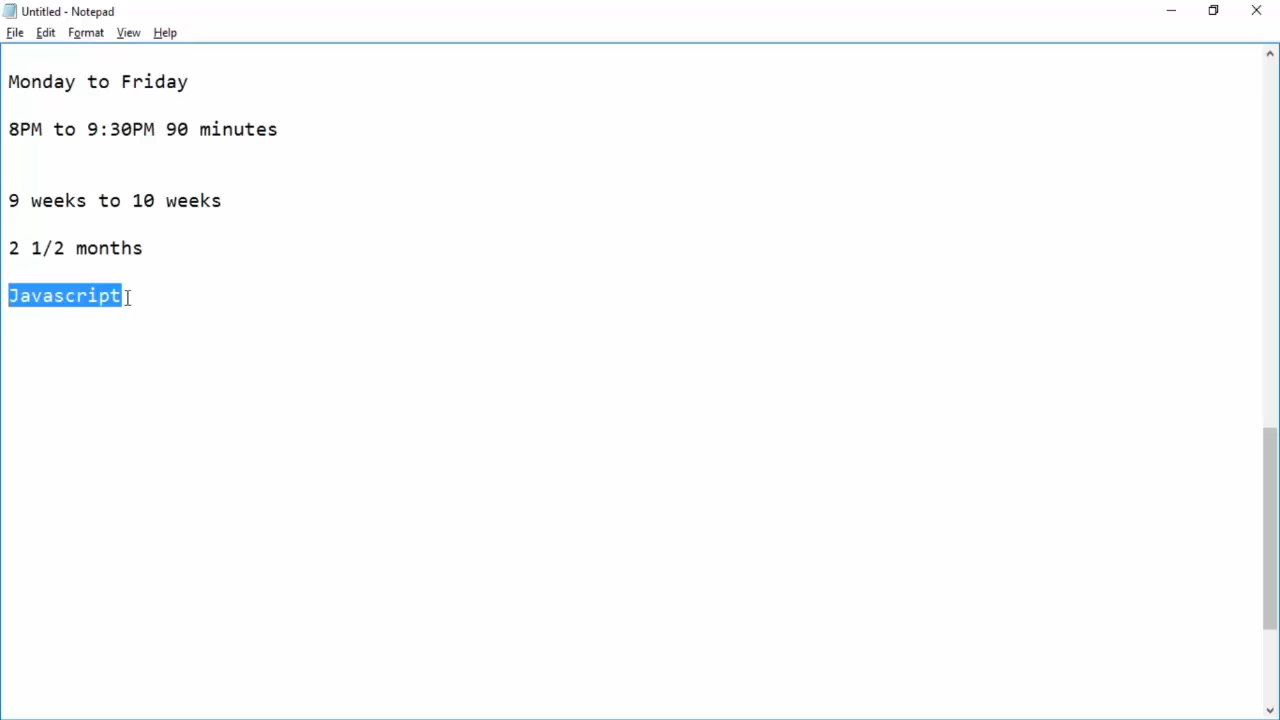 Untitled - Notepad
File Edit Format View Help
Monday to Friday
8PM to 9:30PM 90 minutes
9 weeks to 10 weeks
2 1/2 months
Javascript